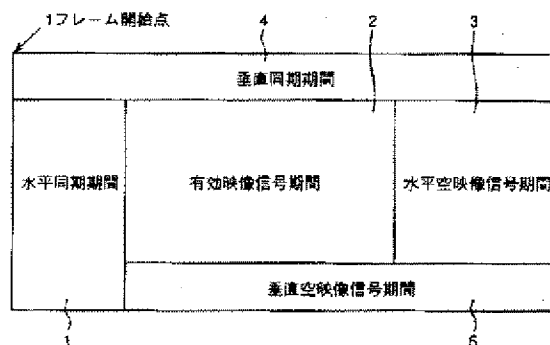 1フレーム開始点
4
2
3
垂直同期期間
水平同期期間
有効映像信号期間
水平空映像信号期間
垂直空映像信号期間
1
5